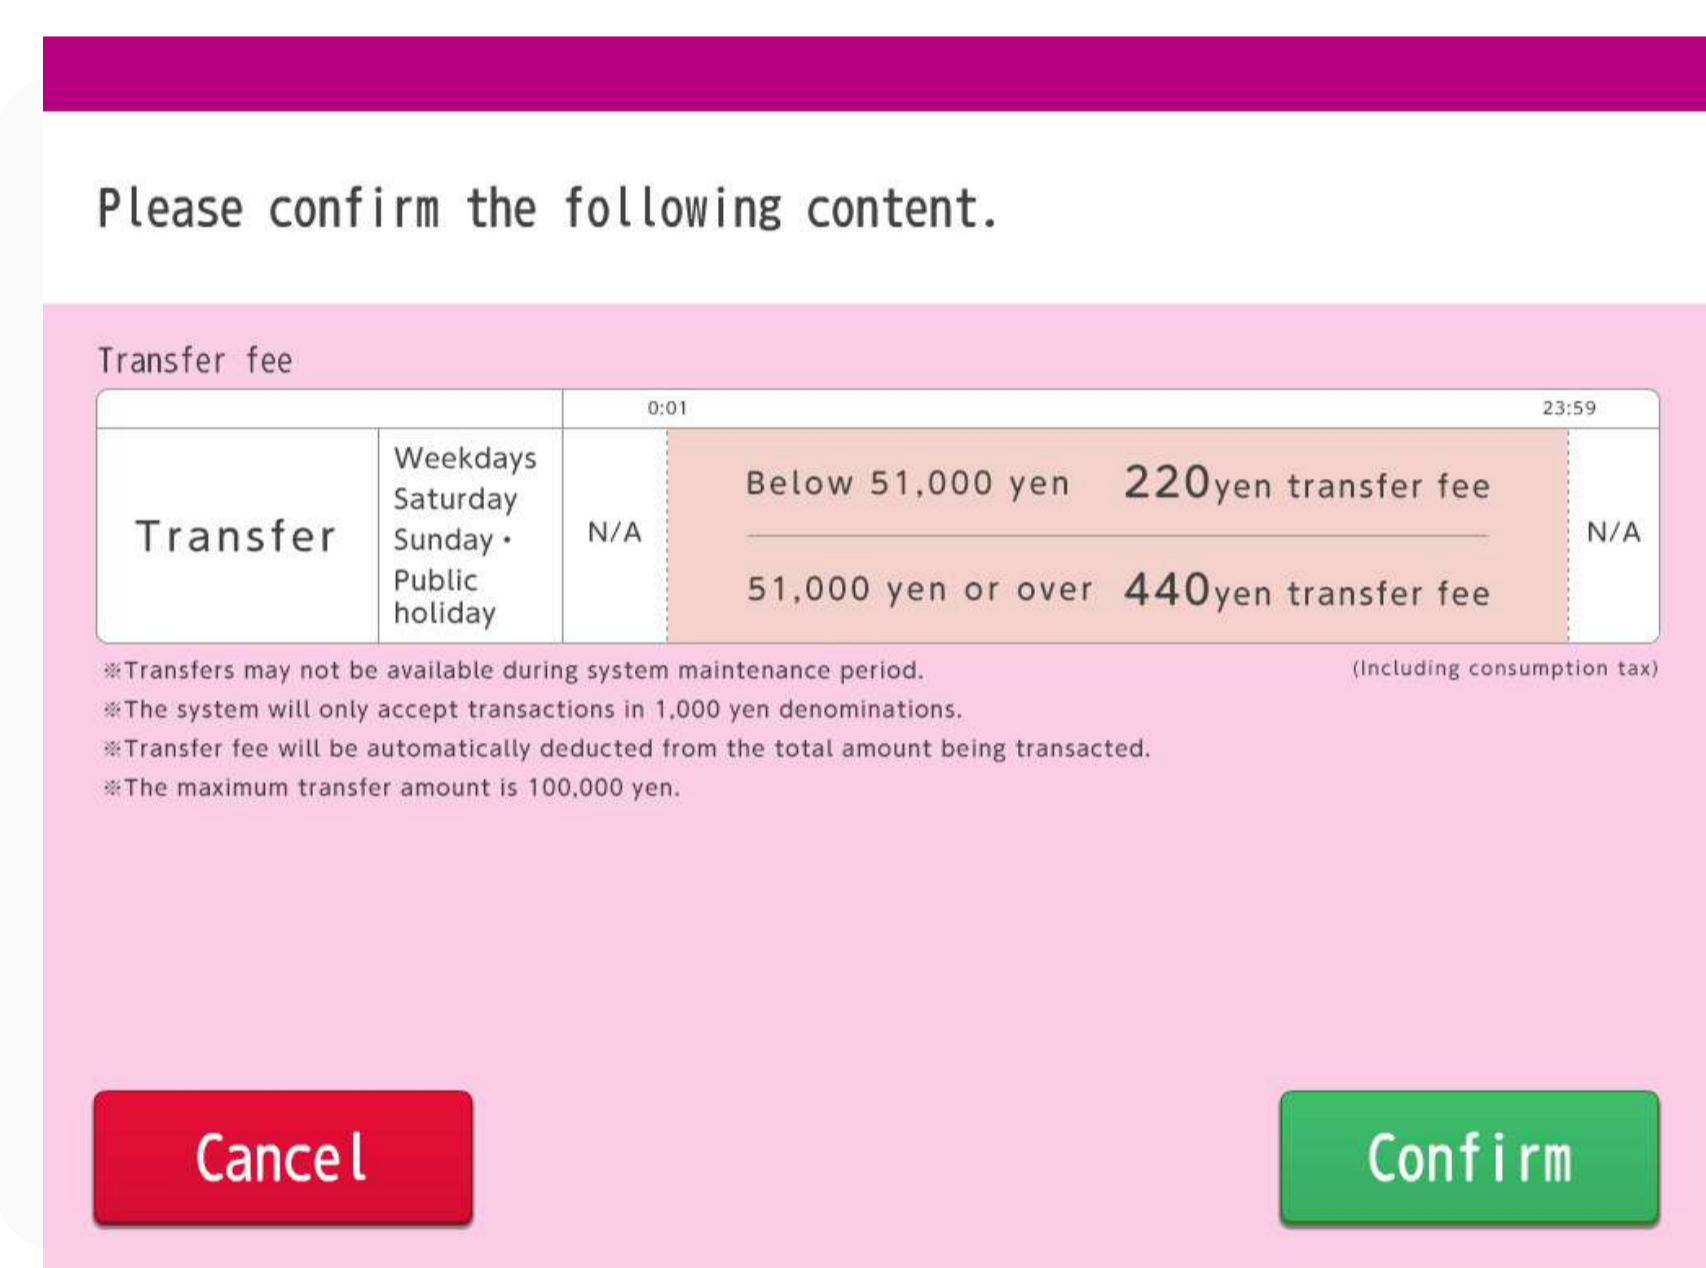 Please confirm the following content.
Transfer fee
0:01 23:59
Transfer
Weekdays
Saturday
Sunday・
Public
holiday
N/A
Below 51,000 yen 220yen transfer fee
51,000 yen or over 440yen transfer fee
N/A
※Transfers may not be available during system maintenance period.
(Including consumption tax)
※The system will only accept transactions in 1,000 yen denominations.
※Transfer fee will be automatically deducted from the total amount being transacted.
※The maximum transfer amount is 100,000 yen.
Cancel
Confirm